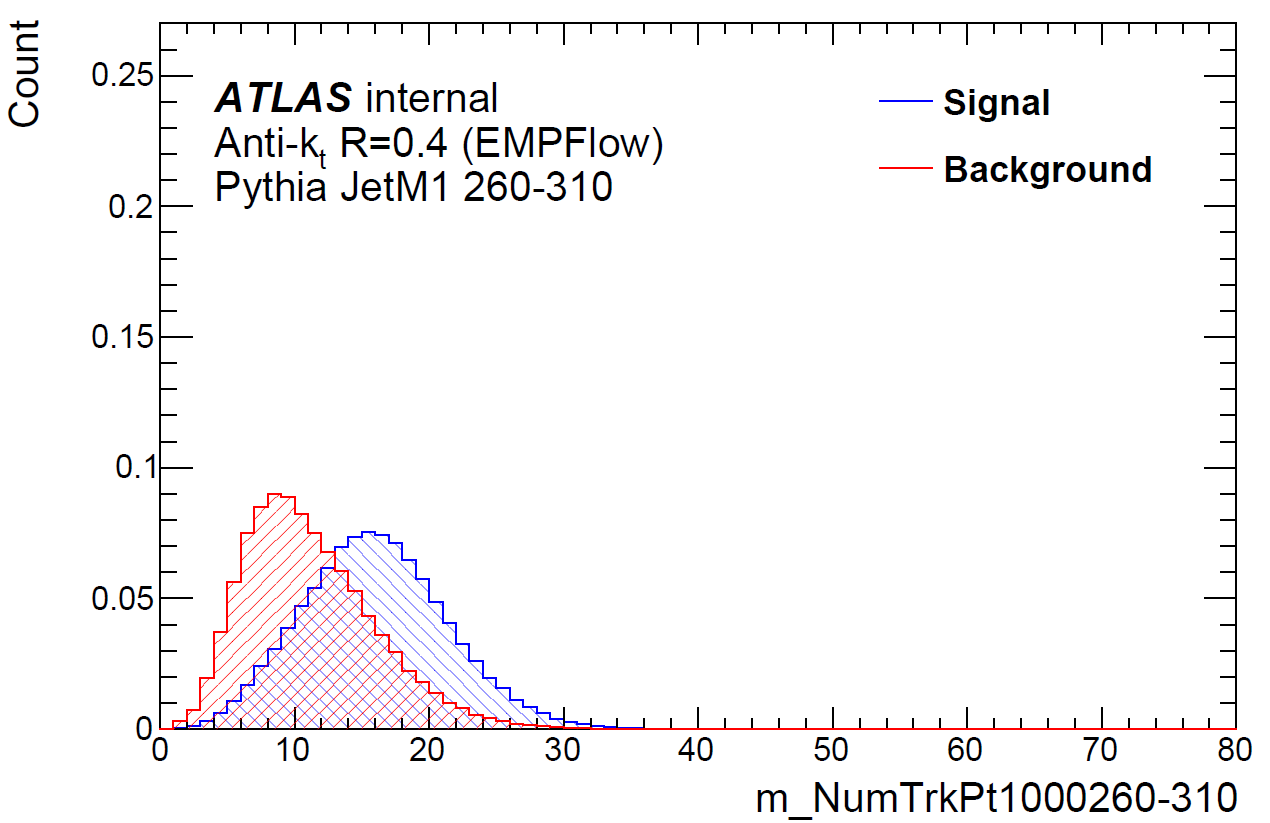 Count
0.25
0.2
0.15
0.1
0.05
0
ATLAS internal
Anti-kt R=0.4 (EMPFlow)
Pythia JetM1 260-310
Signal
Background
0 10 20 30 40 50 60 70 80
m_NumTrkPt1000260-310